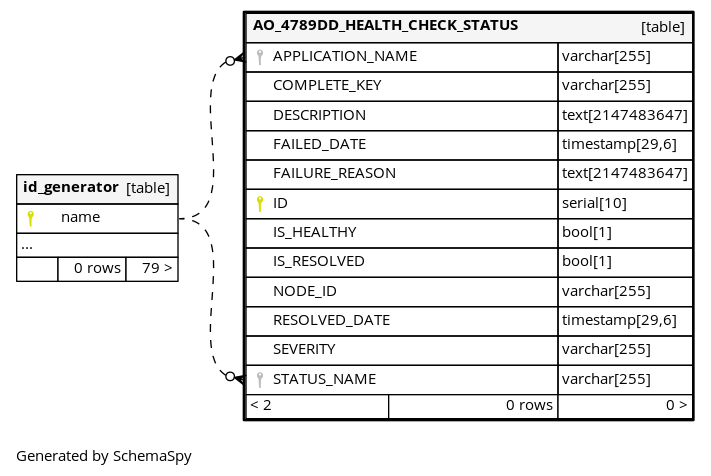 AO_4789DD_HEALTH_CHECK_STATUS [table]
APPLICATION_NAME varchar[255]
COMPLETE_KEY varchar[255]
DESCRIPTION text[2147483647]
FAILED_DATE timestamp[29,6]
FAILURE_REASON text[2147483647]
ID serial[10]
IS_HEALTHY bool[1]
IS_RESOLVED bool[1]
NODE_ID varchar[255]
RESOLVED_DATE timestamp[29,6]
SEVERITY varchar[255]
STATUS_NAME varchar[255]
< 2 0 rows 0 >
id_generator [table]
name
...
0 rows 79 >
Generated by SchemaSpy